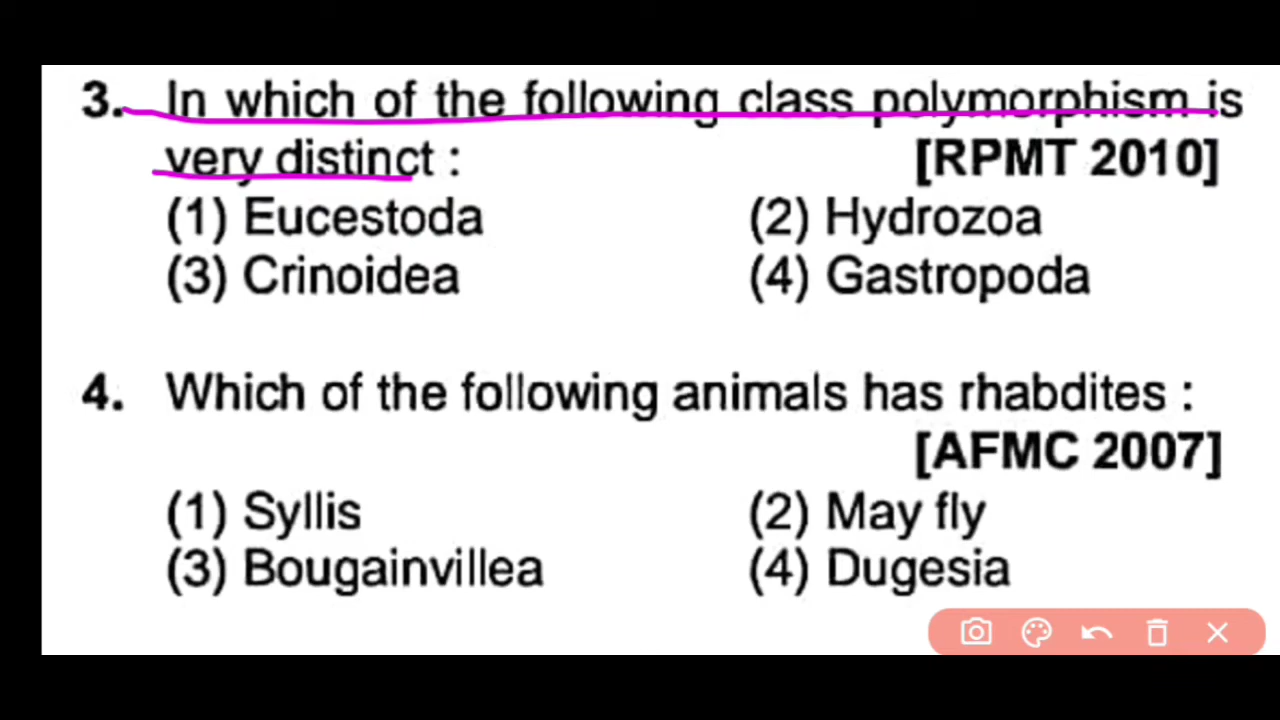 3. In which of the following class polymorphism is
very distinct : [RPMT 2010]
(1) Eucestoda (2) Hydrozoa
(3) Crinoidea (4) Gastropoda
4. Which of the following animals has rhabdites :
[AFMC 2007]
(1) Syllis (2) May fly
(3) Bougainvillea (4) Dugesia